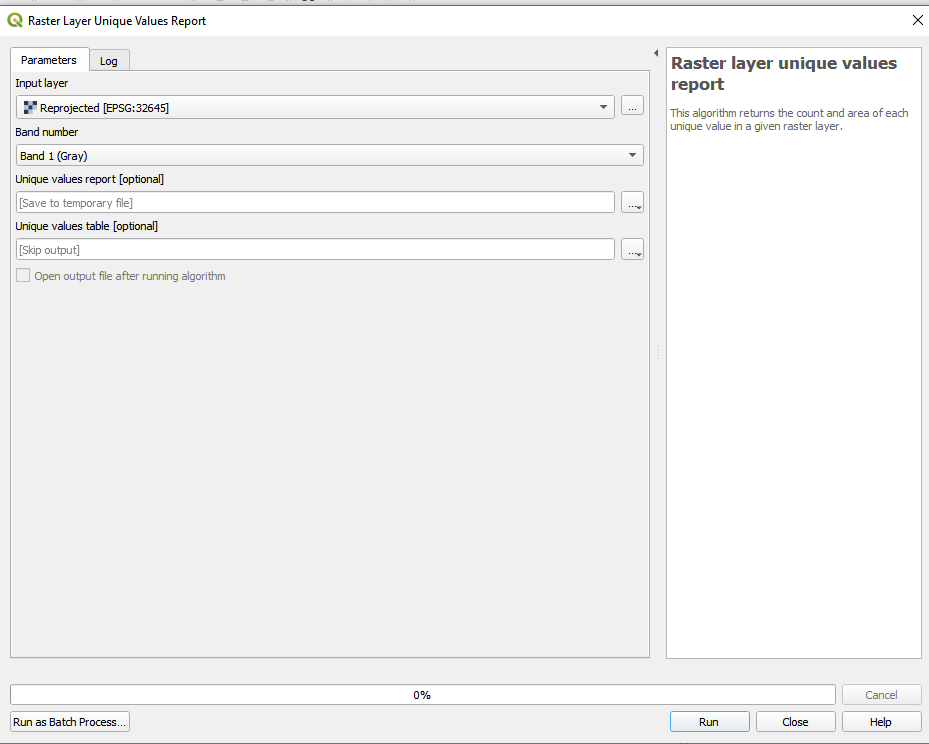 Raster Layer Unique Values Report
Parameters
Log
Input layer
Reprojected [EPSG:32645]
...
Band number
Band 1 (Gray)
Unique values report [optional]
[Save to temporary file]
...
Unique values table [optional]
[Skip output]
...
Open output file after running algorithm
Raster layer unique values
report
This algorithm returns the count and area of each
unique value in a given raster layer.
0%
Cancel
Run as Batch Process...
Run
Close
Help